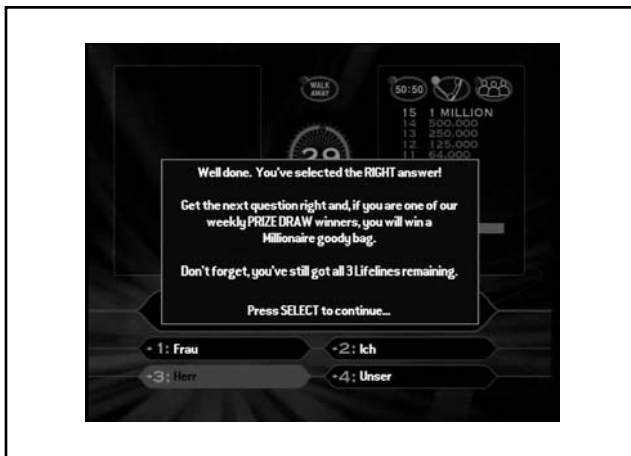 WALK
AWAY
50:50
15 1 MILLION
14 500,000
13 250,000
12 125,000
11 64,000
29
Well done. You've selected the RIGHT answer!
Get the next question right and, if you are one of our
weekly PRIZE DRAW winners, you will win a
Millionaire goody bag.
Don't forget, you've still got all 3 Lifelines remaining.
Press SELECT to continue...
1: Frau
2: Ich
3: Herr
4: Unser